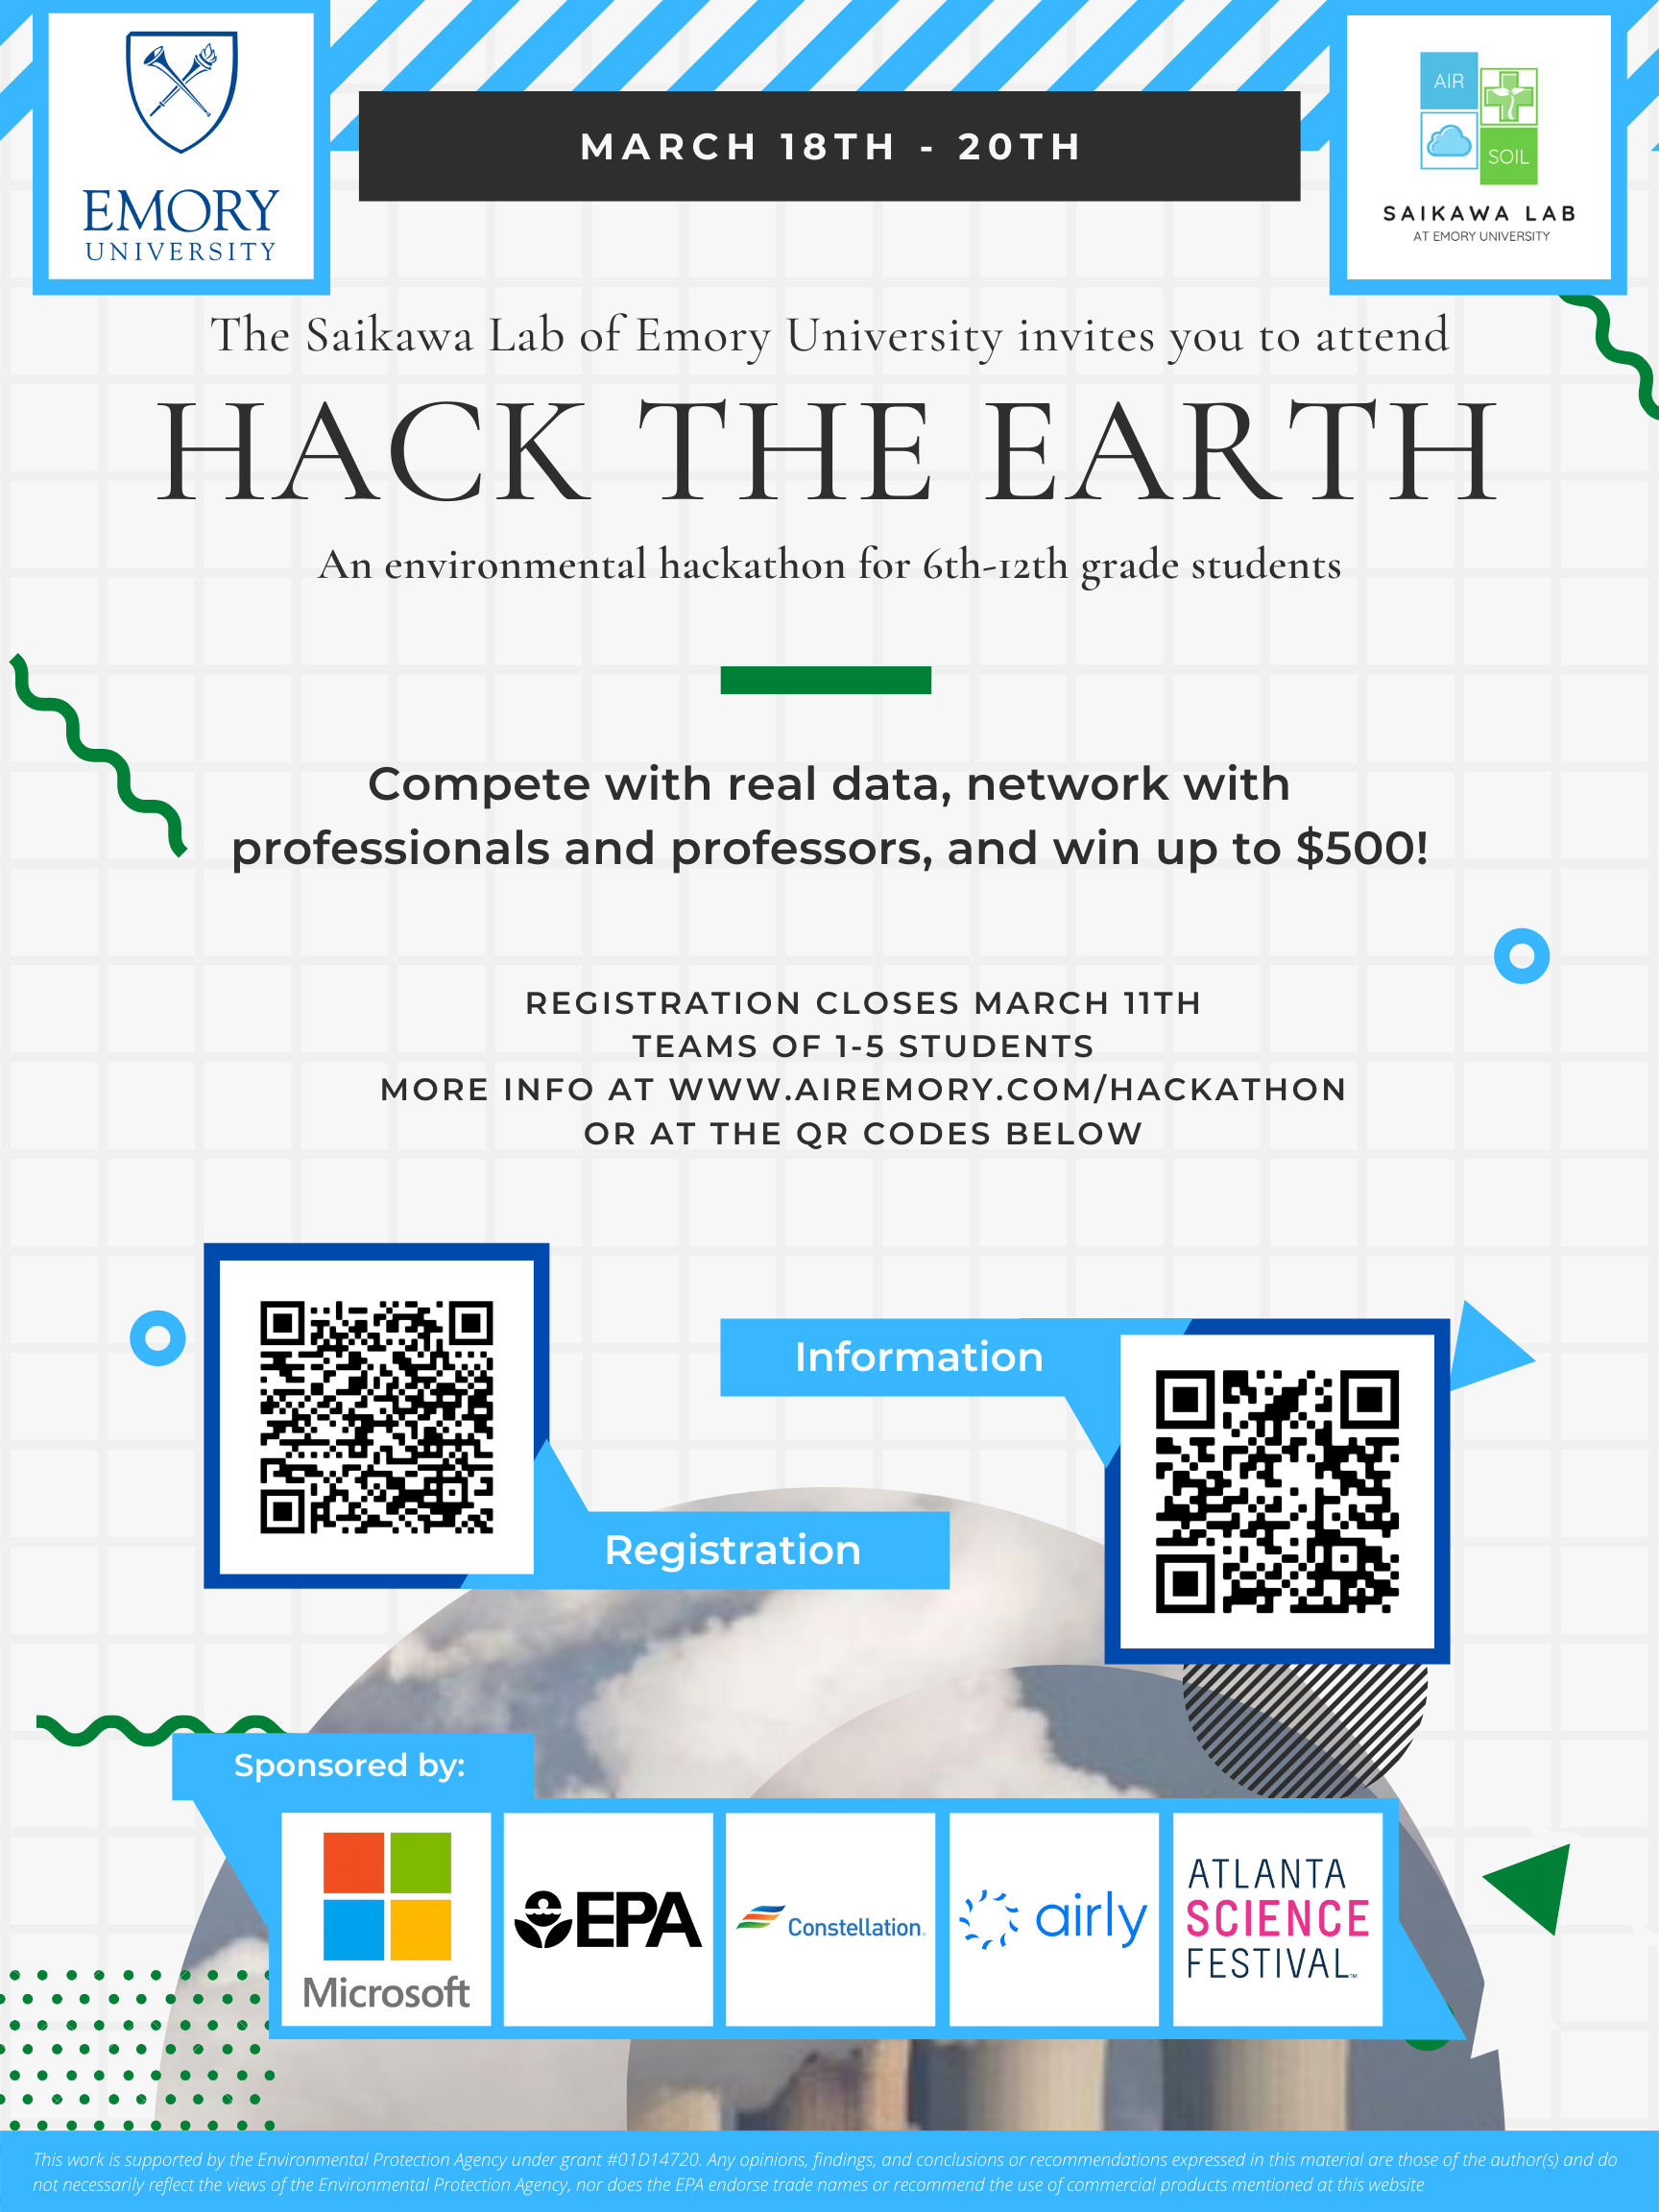 EMORY
UNIVERSITY
MARCH 18TH - 20TH
AIR
SOIL
SAIKAWA LAB
AT EMORY UNIVERSITY
The Saikawa Lab of Emory University invites you to attend
HACK THE EARTH
An environmental hackathon for 6th-12th grade students
Compete with real data, network with
professionals and professors, and win up to $500!
REGISTRATION CLOSES MARCH 11TH
TEAMS OF 1-5 STUDENTS
MORE INFO AT WWW.AIREMORY.COM/HACKATHON
OR AT THE QR CODES BELOW
Information
Registration
Sponsored by:
Microsoft
EPA
Constellation.
airly
ATLANTA
SCIENCE
FESTIVAL™
This work is supported by the Environmental Protection Agency under grant #01D14720. Any opinions, findings, and conclusions or recommendations expressed in this material are those of the author(s) and do
not necessarily reflect the views of the Environmental Protection Agency, nor does the EPA endorse trade names or recommend the use of commercial products mentioned at this website